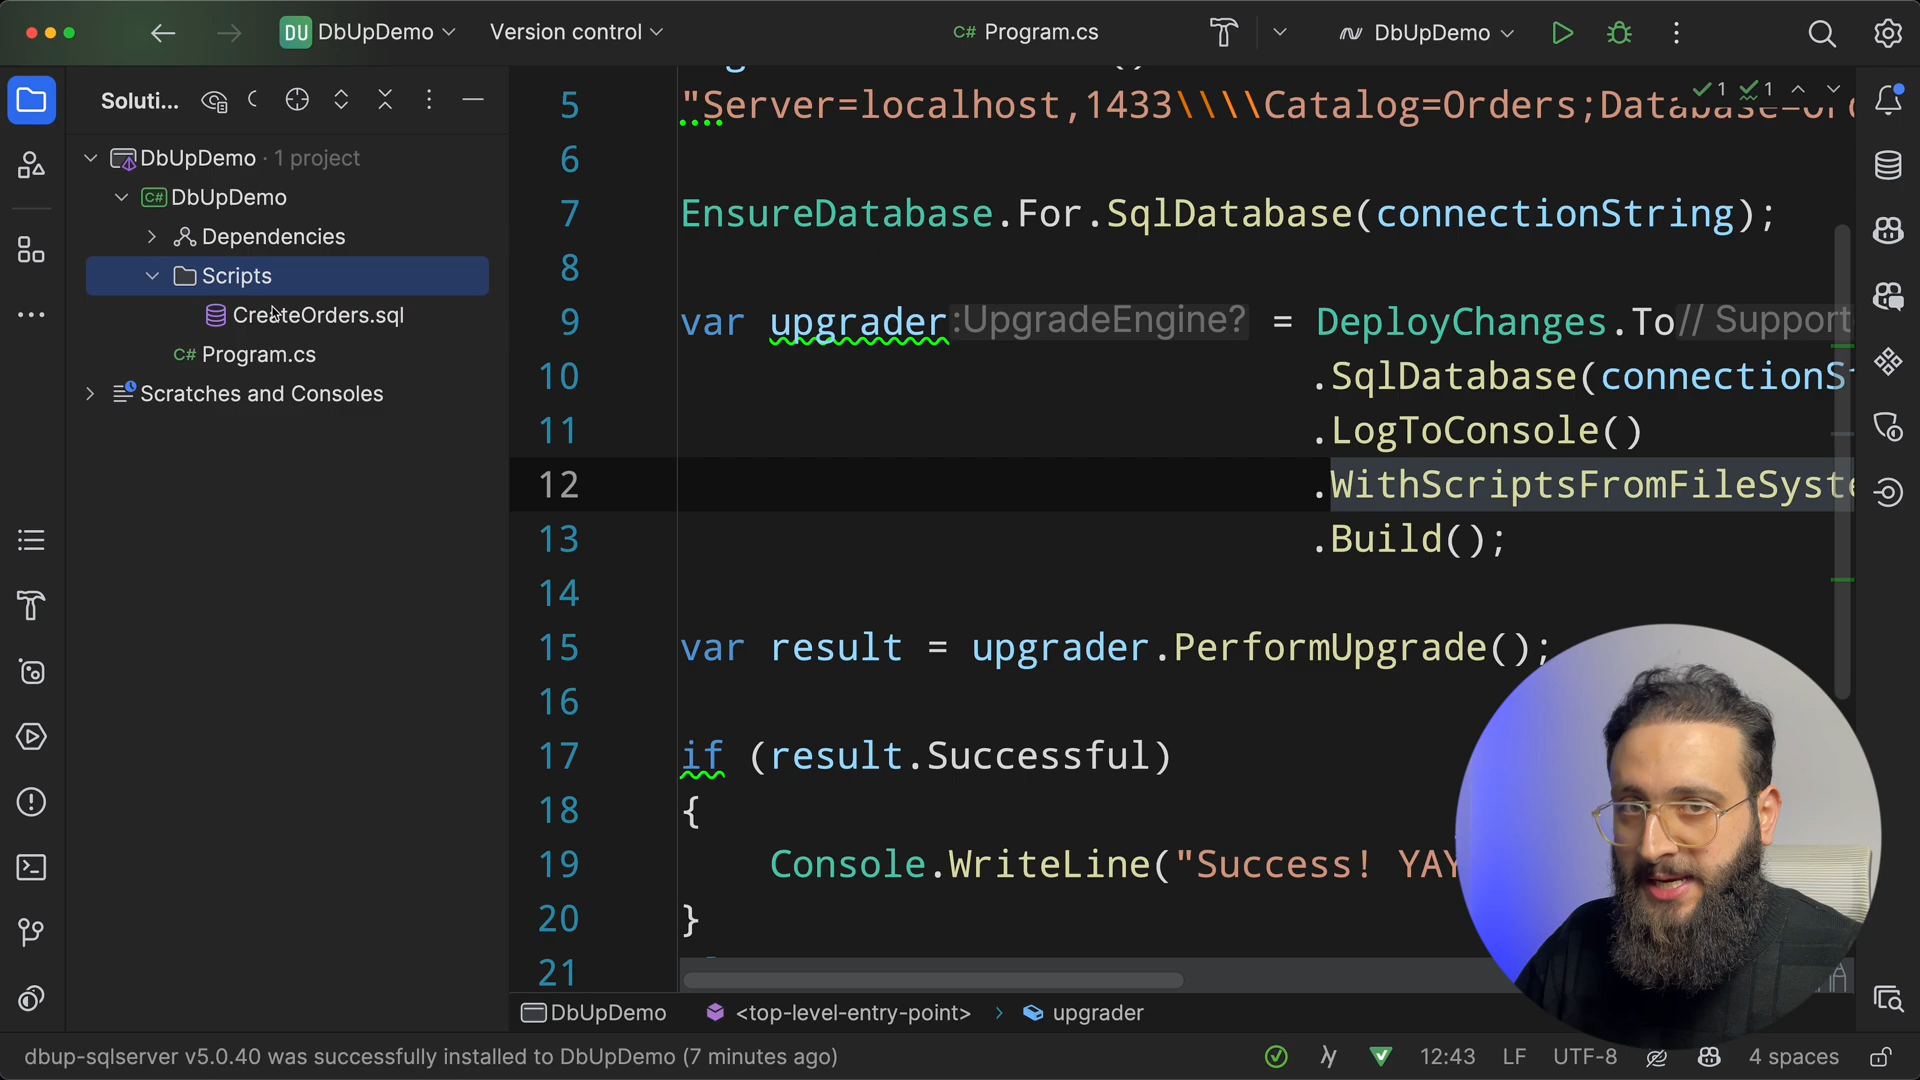 DU DbUpDemo
Version control
C# Program.cs
DbUpDemo
Soluti...
DbUpDemo · 1 project
C# DbUpDemo
Dependencies
Scripts
CreateOrders.sql
C# Program.cs
Scratches and Consoles
5 "Server=localhost,1433\\\\Catalog=Orders;Database=
✓1 ✓1
6
7 EnsureDatabase.For.SqlDatabase(connectionString);
8
9 var upgrader :UpgradeEngine? = DeployChanges.To // Support
10 .SqlDatabase(connectionS
11 .LogToConsole()
12 .WithScriptsFromFileSyste
13 .Build();
14
15 var result = upgrader.PerformUpgrade();
16
17 if (result.Successful)
18 {
19 Console.WriteLine("Success! YAY
20 }
21
DbUpDemo <top-level-entry-point> › upgrader
dbup-sqlserver v5.0.40 was successfully installed to DbUpDemo (7 minutes ago)
12:43 LF UTF-8 4 spaces